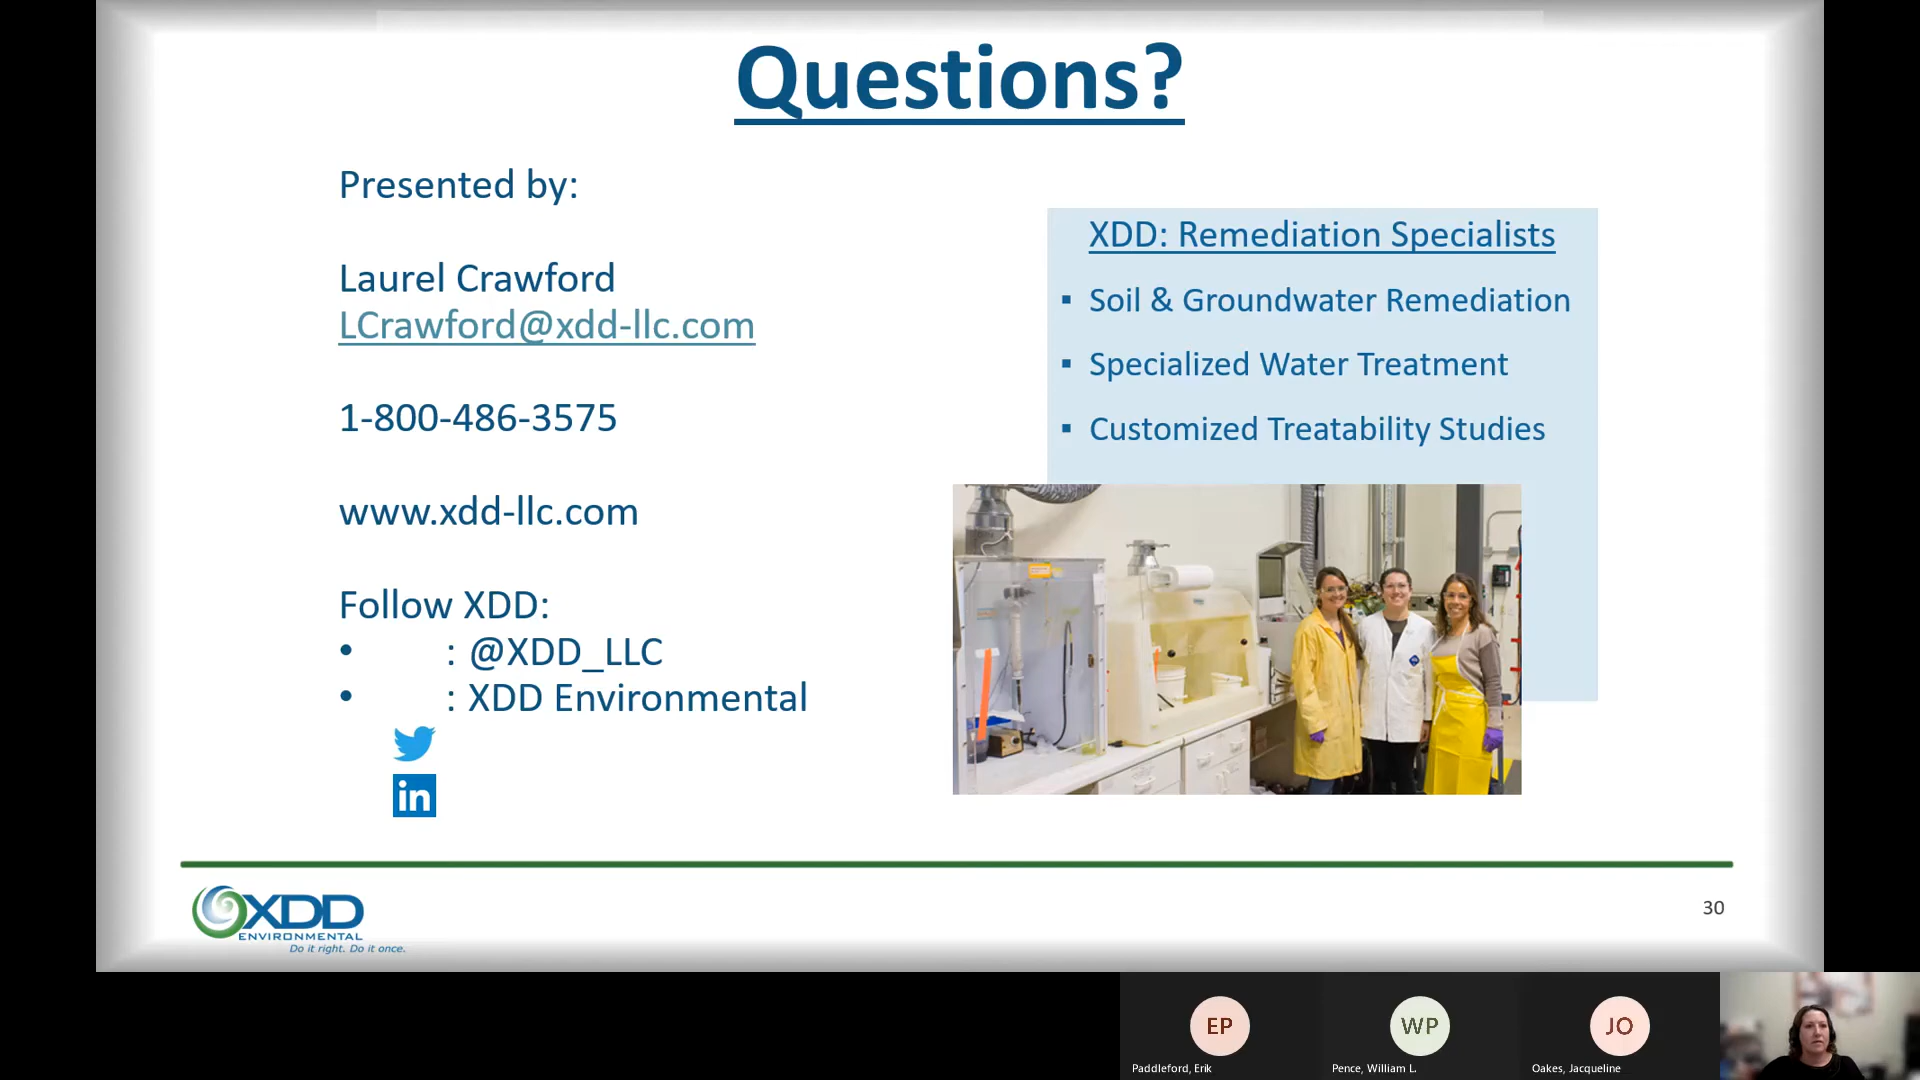 Questions?
Presented by:
Laurel Crawford
LCrawford@xdd-llc.com
1-800-486-3575
www.xdd-llc.com
Follow XDD:
• : @XDD_LLC
• : XDD Environmental
in
XDD: Remediation Specialists
▪ Soil & Groundwater Remediation
▪ Specialized Water Treatment
▪ Customized Treatability Studies
XDD
ENVIRONMENTAL
Do it right. Do it once.
30
EP
Paddleford, Erik
WP
Pence, William L.
JO
Oakes, Jacqueline